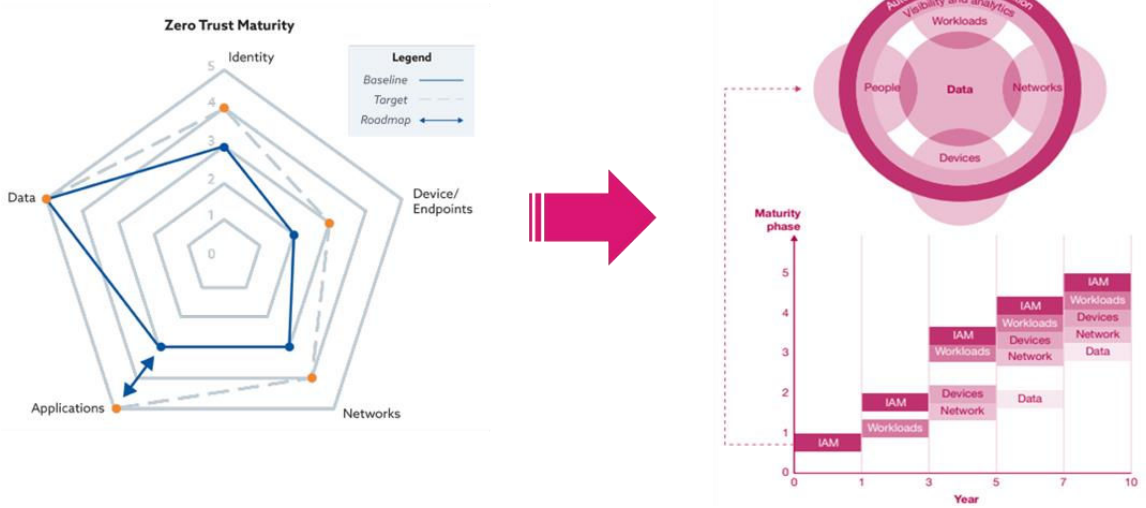 Zero Trust Maturity
Identity
Legend
Baseline
Target
Roadmap
5
4
3
2
1
0
Data
Device/
Endpoints
Applications
Networks
Visibility and analytics
Workloads
People
Data
Networks
Devices
Maturity
phase
5
4
3
2
1
0
IAM
IAM
Workloads
IAM
Workloads
Devices
Network
IAM
Workloads
Devices
Network
Data
IAM
Workloads
Devices
Network
Data
0
1
3
5
7
10
Year